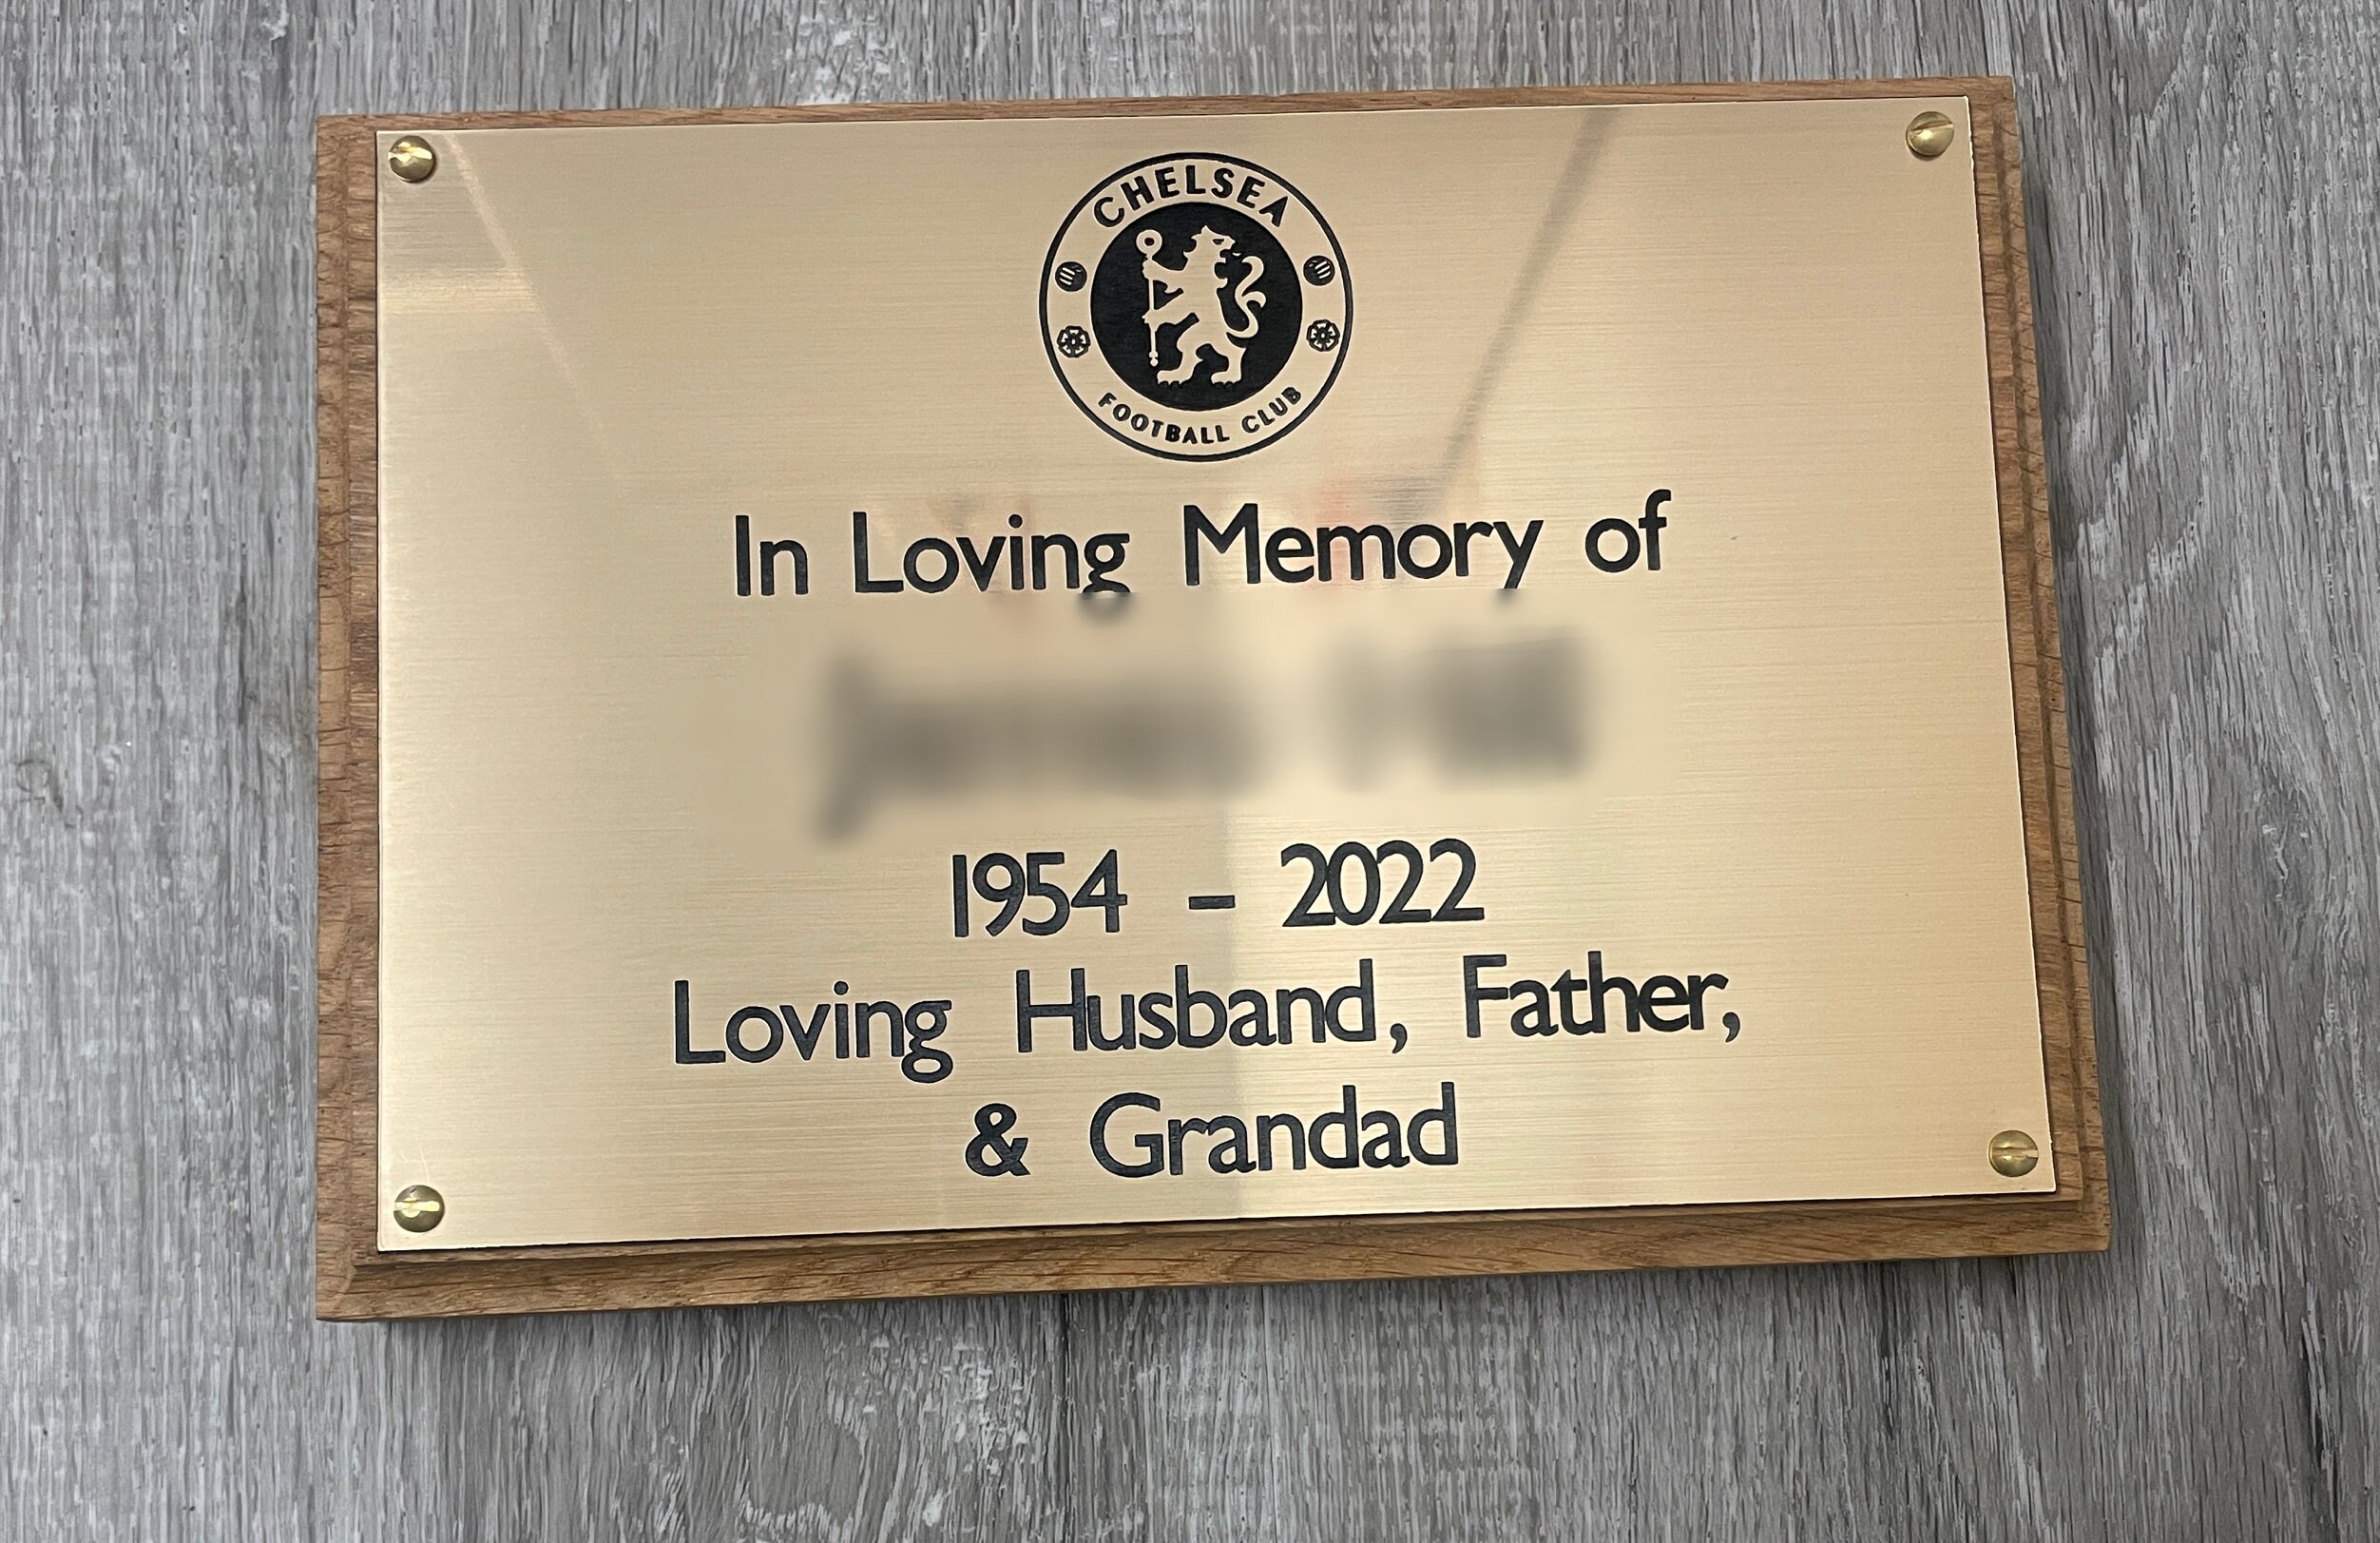 CHELSEA
FOOTBALL CLUB
In Loving Memory of
1954 – 2022
Loving Husband, Father,
& Grandad